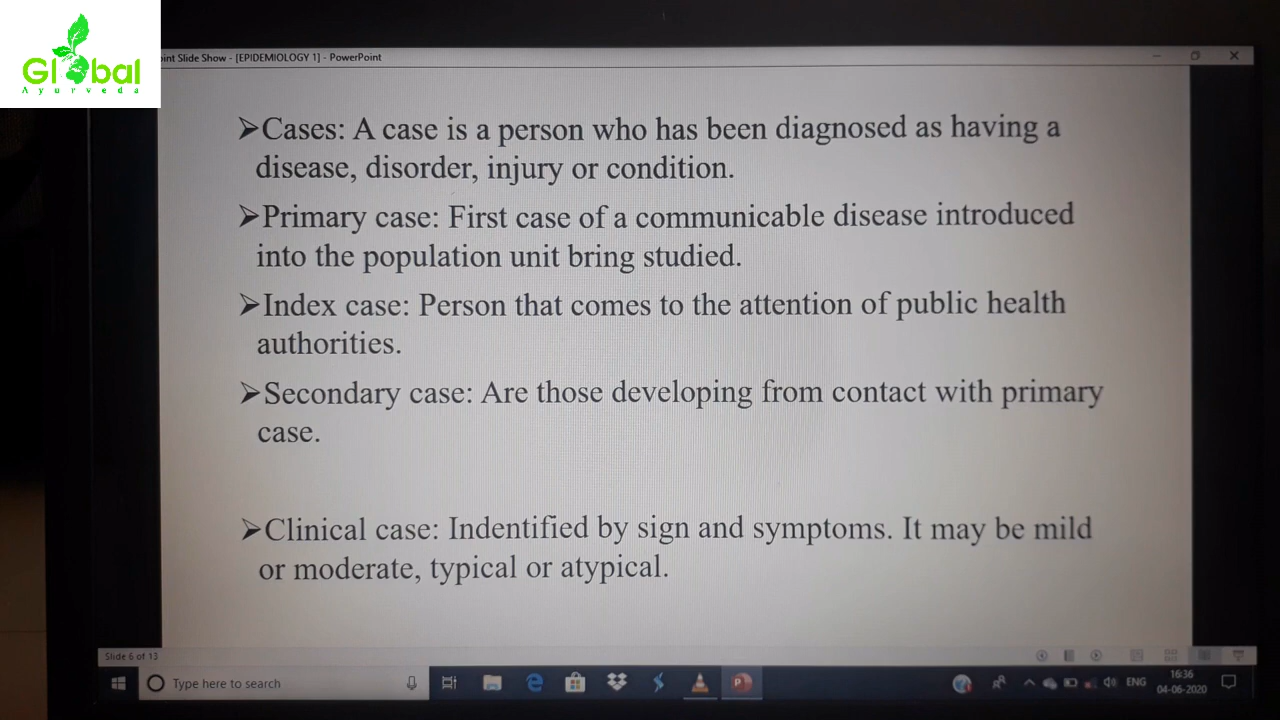 Global
Ayurveda
int Slide Show - [EPIDEMIOLOGY 1] - PowerPoint
➢Cases: A case is a person who has been diagnosed as having a
disease, disorder, injury or condition.
➢Primary case: First case of a communicable disease introduced
into the population unit bring studied.
➢Index case: Person that comes to the attention of public health
authorities.
➢Secondary case: Are those developing from contact with primary
case.
➢Clinical case: Indentified by sign and symptoms. It may be mild
or moderate, typical or atypical.
Slide 6 of 13
Type here to search
ENG
16:36
04-06-2020